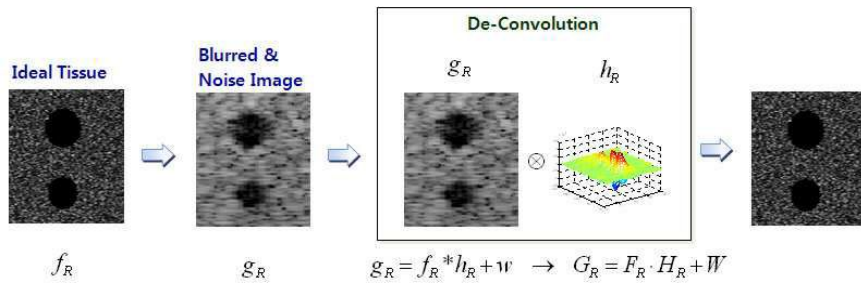 De-Convolution
Blurred &
Noise Image
Ideal Tissue
g_R
h_R
⊗
f_R
g_R
g_R = f_R * h_R + w → G_R = F_R · H_R + W